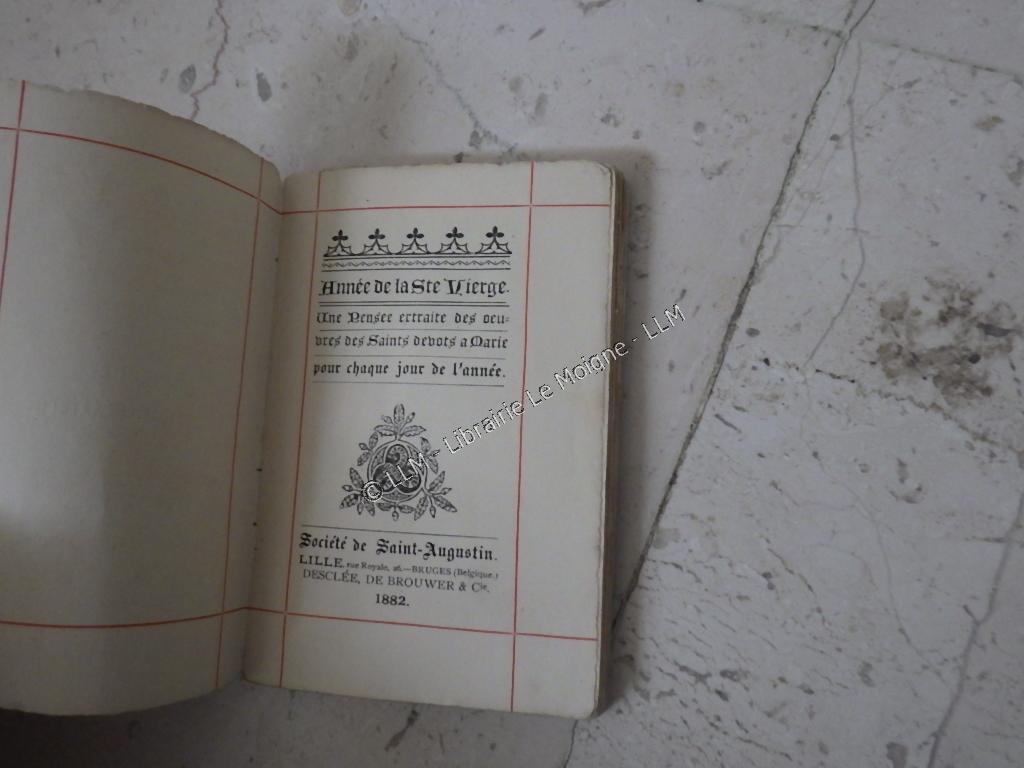 Année de la Ste Vierge.
Une Pensée extraite des oeu-
vres des Saints dévots a Marie
pour chaque jour de l'année.
© LLM - Librairie Le Moigne - LLM
Société de Saint-Augustin.
LILLE, rue Royale, 26.—BRUGES (Belgique.)
DESCLÉE, DE BROUWER & Cie.
1882.